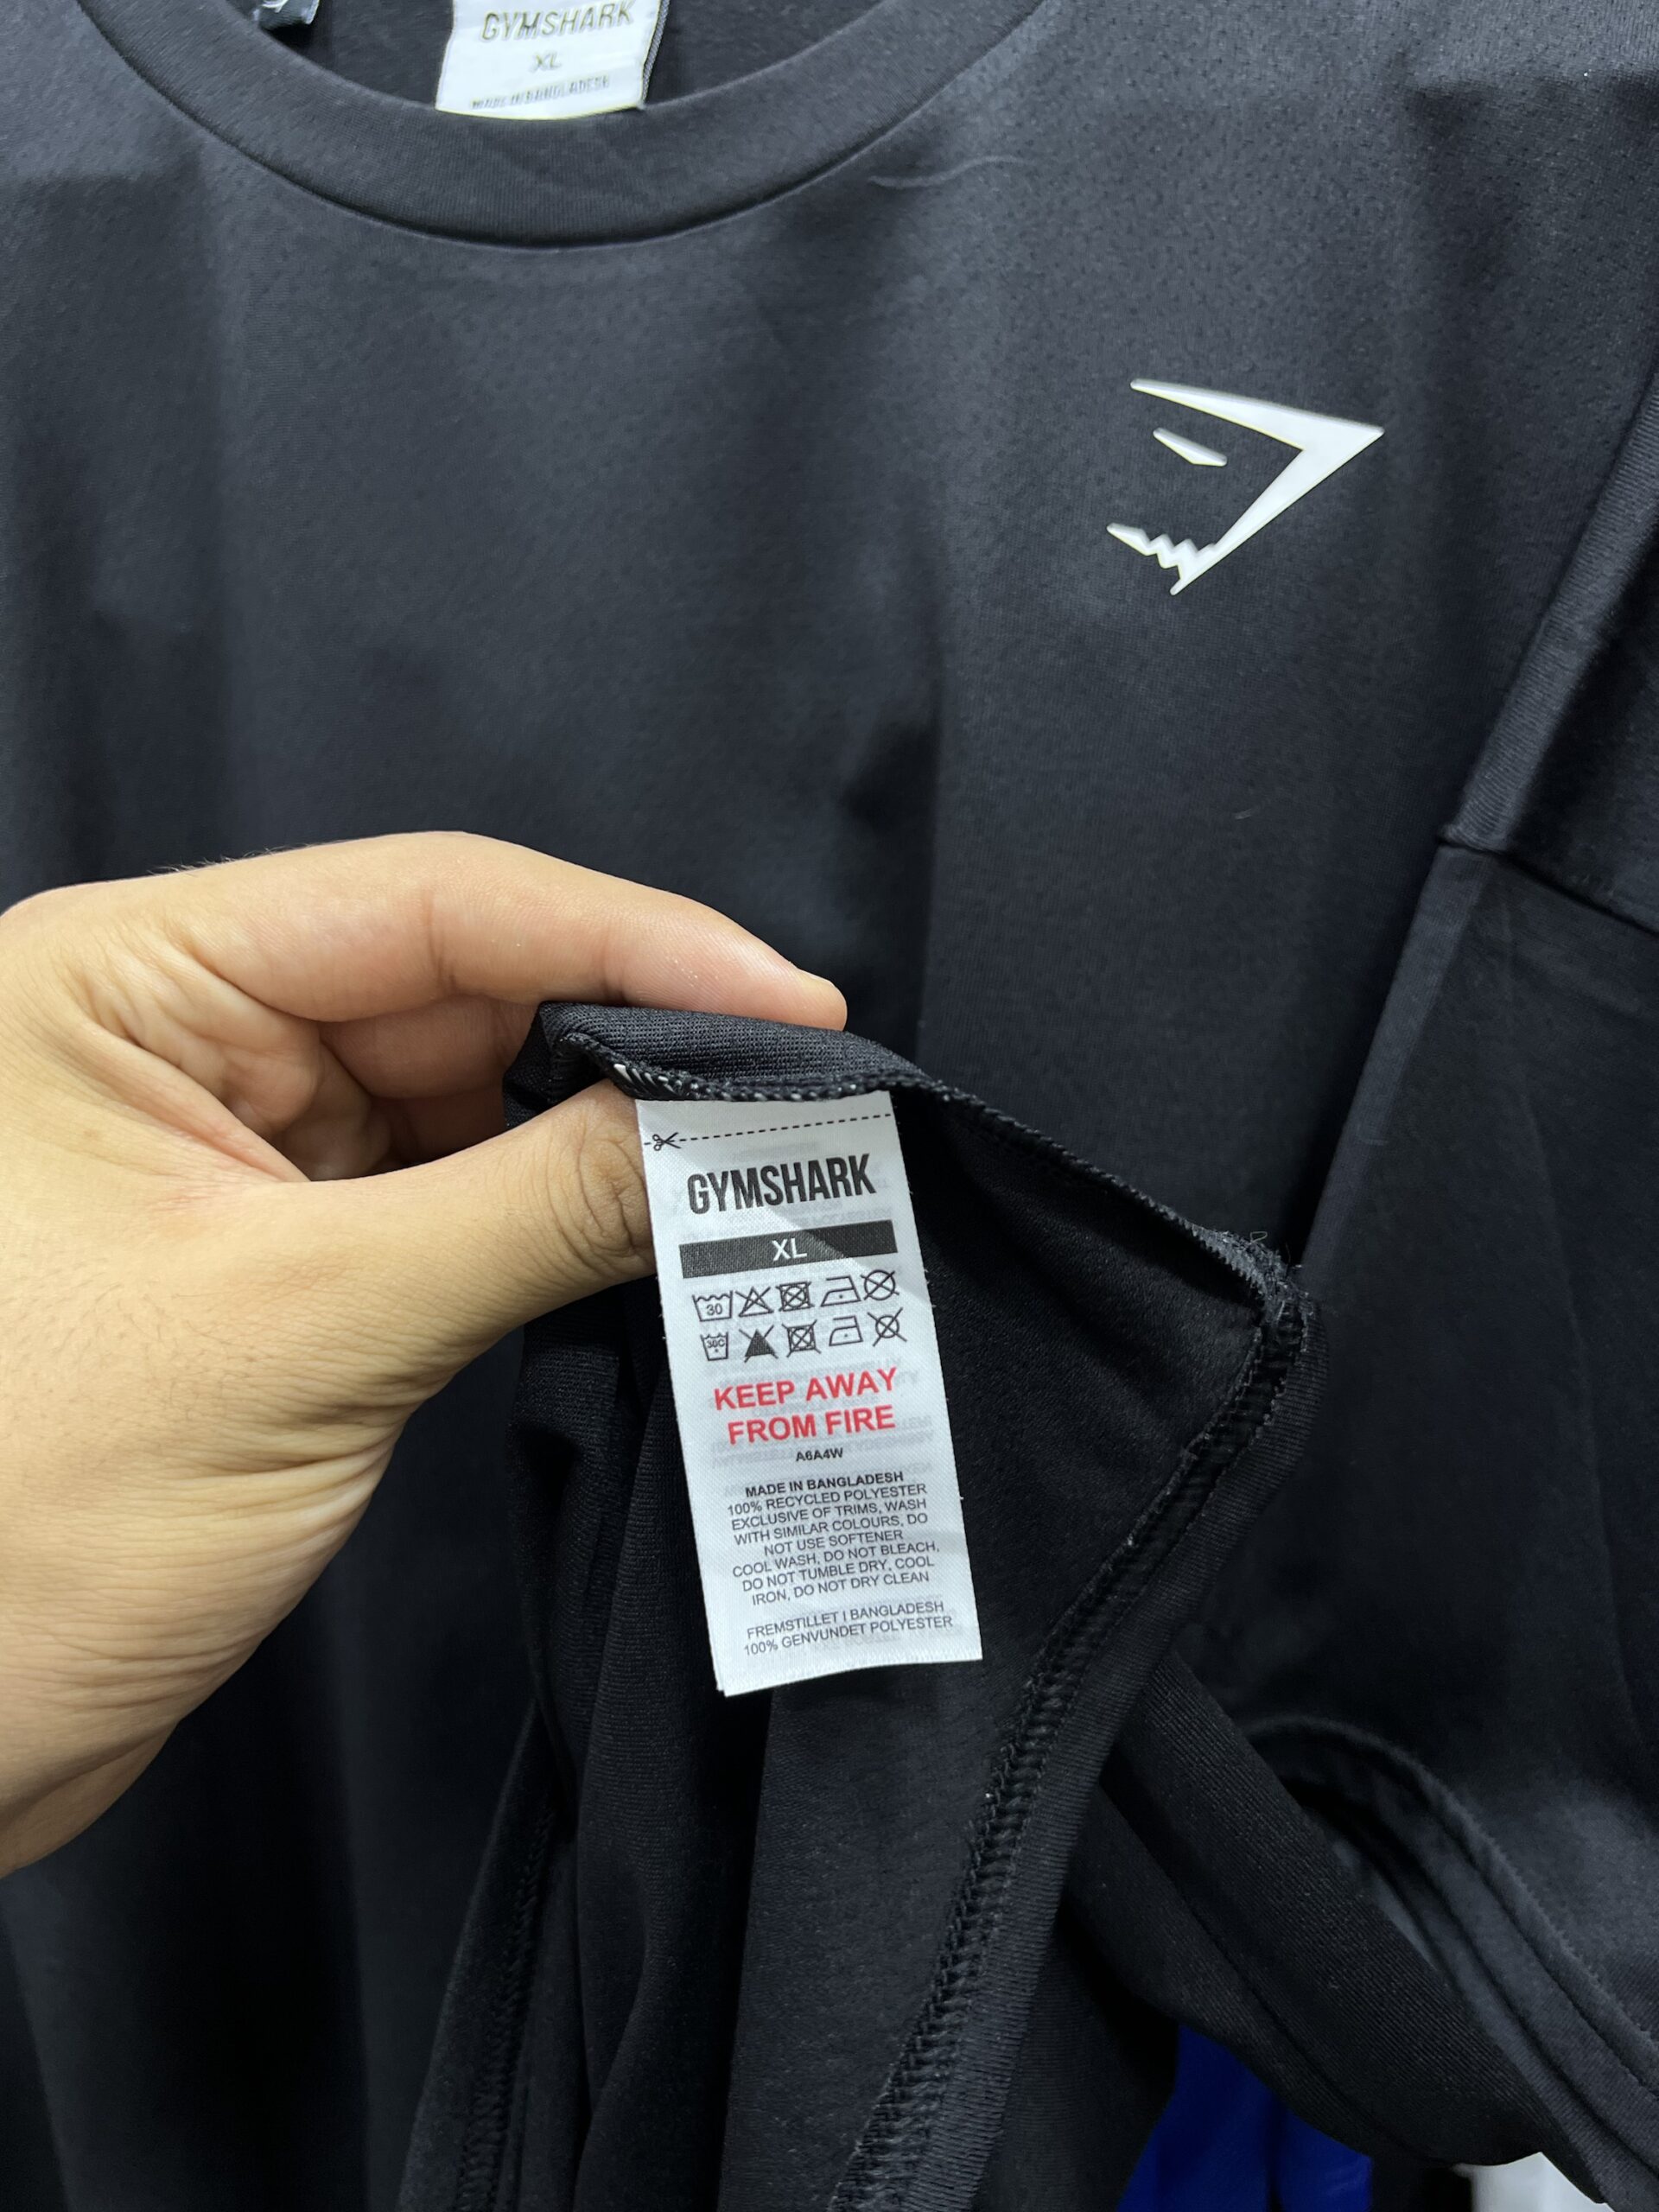 GYMSHARK
XL
MADE IN BANGLADESH
GYMSHARK
XL
30
30C
KEEP AWAY
FROM FIRE
A6A4W
MADE IN BANGLADESH
100% RECYCLED POLYESTER
EXCLUSIVE OF TRIMS, WASH
WITH SIMILAR COLOURS, DO
NOT USE SOFTENER
COOL WASH, DO NOT BLEACH,
DO NOT TUMBLE DRY, COOL
IRON, DO NOT DRY CLEAN
FREMSTILLET I BANGLADESH
100% GENVUNDET POLYESTER